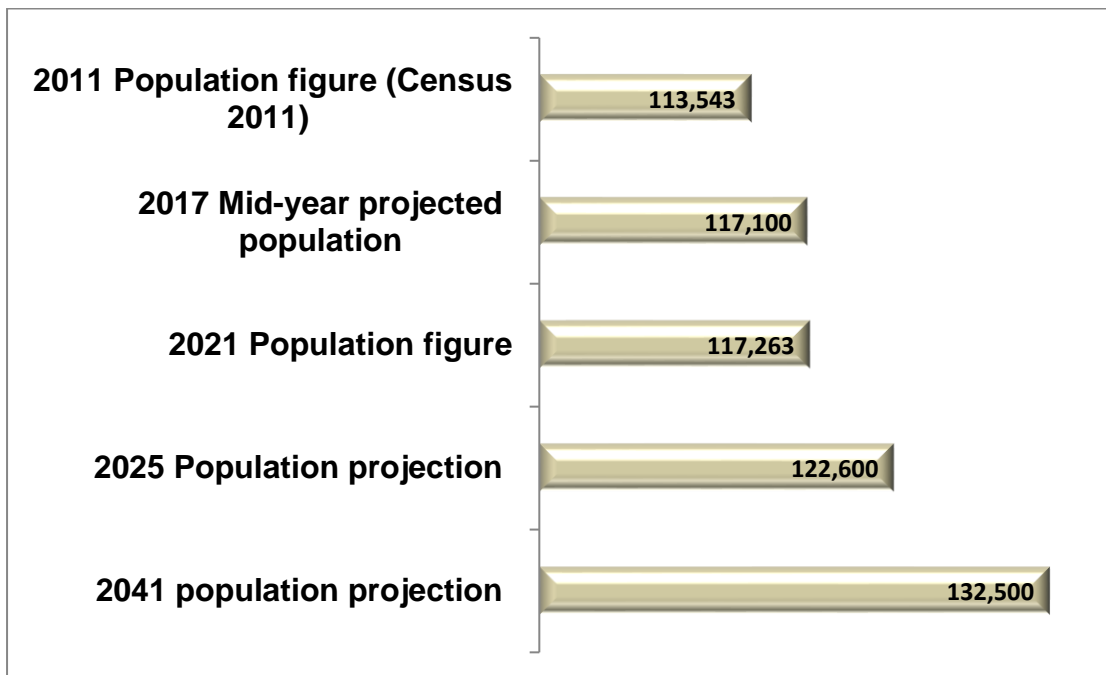 2011 Population figure (Census
2011)
113,543
2017 Mid-year projected
population
117,100
2021 Population figure
117,263
2025 Population projection
122,600
2041 population projection
132,500